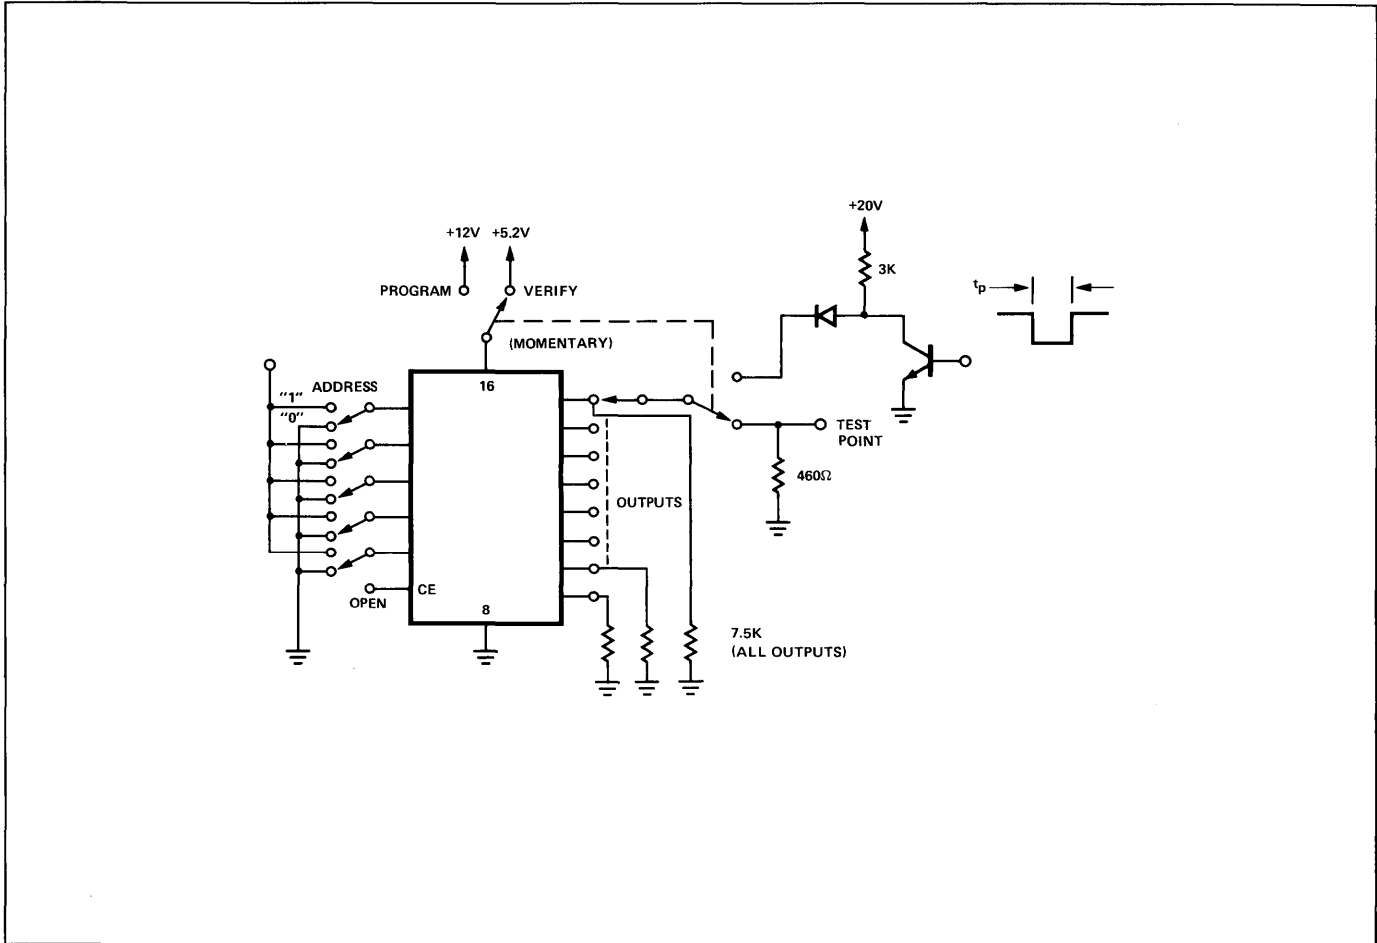 +20V
+12V +5.2V
3K
tp
PROGRAM VERIFY
(MOMENTARY)
16
ADDRESS
"1"
"0"
TEST
POINT
460Ω
OUTPUTS
CE
OPEN
8
7.5K
(ALL OUTPUTS)